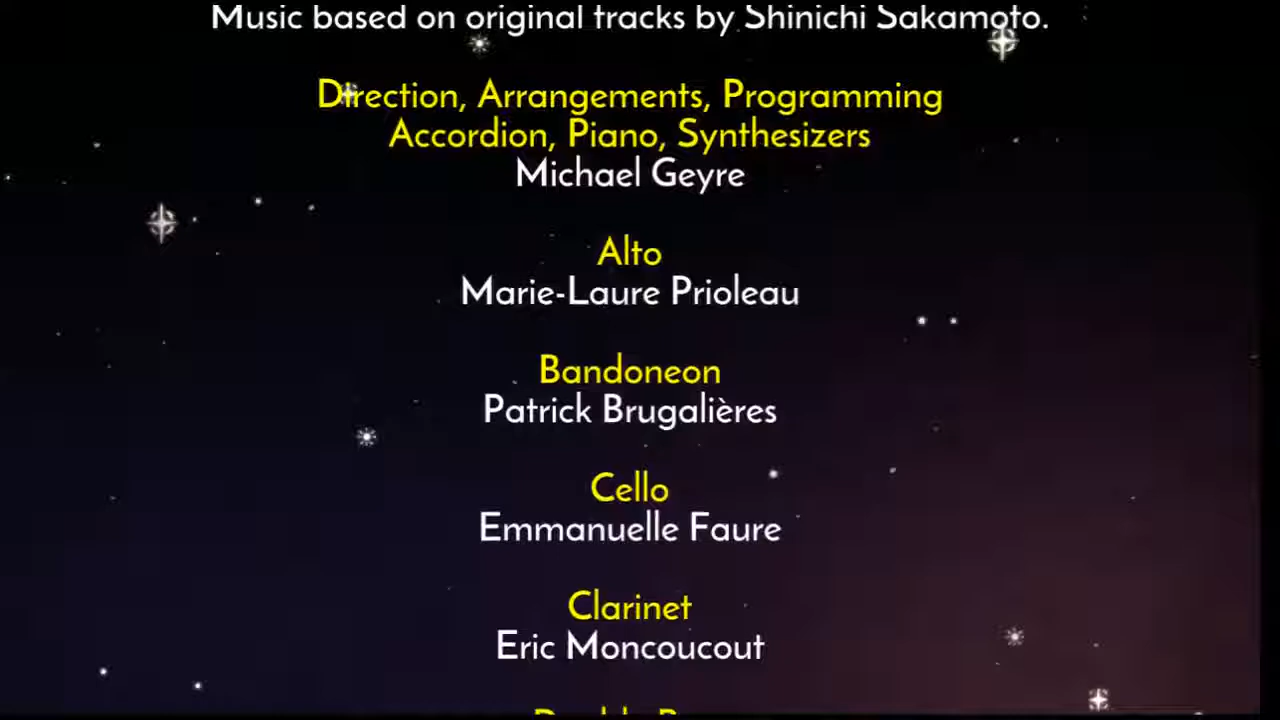 Music based on original tracks by Shinichi Sakamoto.
Direction, Arrangements, Programming
Accordion, Piano, Synthesizers
Michael Geyre
Alto
Marie-Laure Prioleau
Bandoneon
Patrick Brugalières
Cello
Emmanuelle Faure
Clarinet
Eric Moncoucout